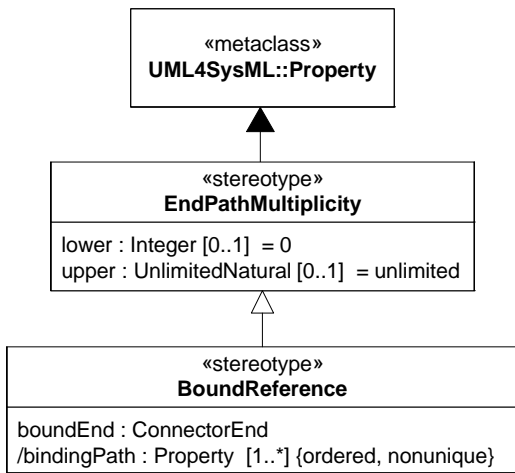 «metaclass»
UML4SysML::Property
«stereotype»
EndPathMultiplicity
lower : Integer [0..1] = 0
upper : UnlimitedNatural [0..1] = unlimited
«stereotype»
BoundReference
boundEnd : ConnectorEnd
/bindingPath : Property [1..*] {ordered, nonunique}